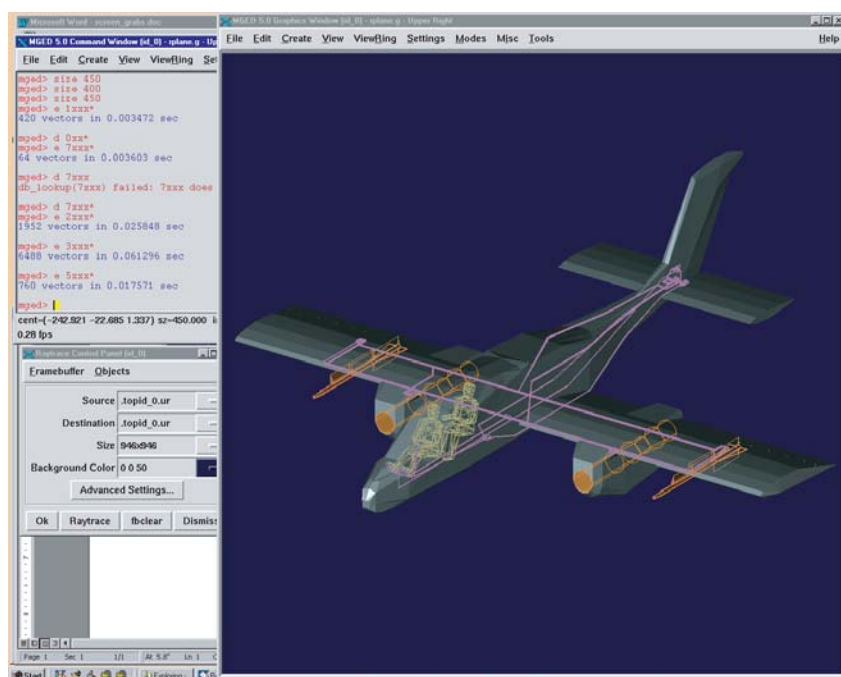 Microsoft Word - screen_grabs.doc
MGED 5.0 Command Window (id_0) - rplane.g - Up
File Edit Create View ViewRing Se
mged> size 450
mged> size 400
mged> size 450
mged> e 1xxx*
420 vectors in 0.003472 sec
mged> d 0xx*
mged> e 7xxx*
64 vectors in 0.003603 sec
mged> d 7xxx
db_lookup(7xxx) failed: 7xxx does
mged> d 7xxx*
mged> e 2xxx*
1952 vectors in 0.025848 sec
mged> e 3xxx*
6488 vectors in 0.061296 sec
mged> e 5xxx*
760 vectors in 0.017571 sec
mged>
cent=(-242.921 -22.685 1.337) sz=450.000
0.28 fps
Raytrace Control Panel (id_0)
Framebuffer Objects
Source .topid_0.ur
Destination .topid_0.ur
Size 946x946
Background Color 0 0 50
Advanced Settings...
Ok Raytrace fbclear Dismiss
Page 1 Sec 1 1/1 At 5.8" Ln 1
Start Exploring -
MGED 5.0 Graphics Window (id_0) - rplane.g - Upper Right
File Edit Create View ViewRing Settings Modes Misc Tools Help